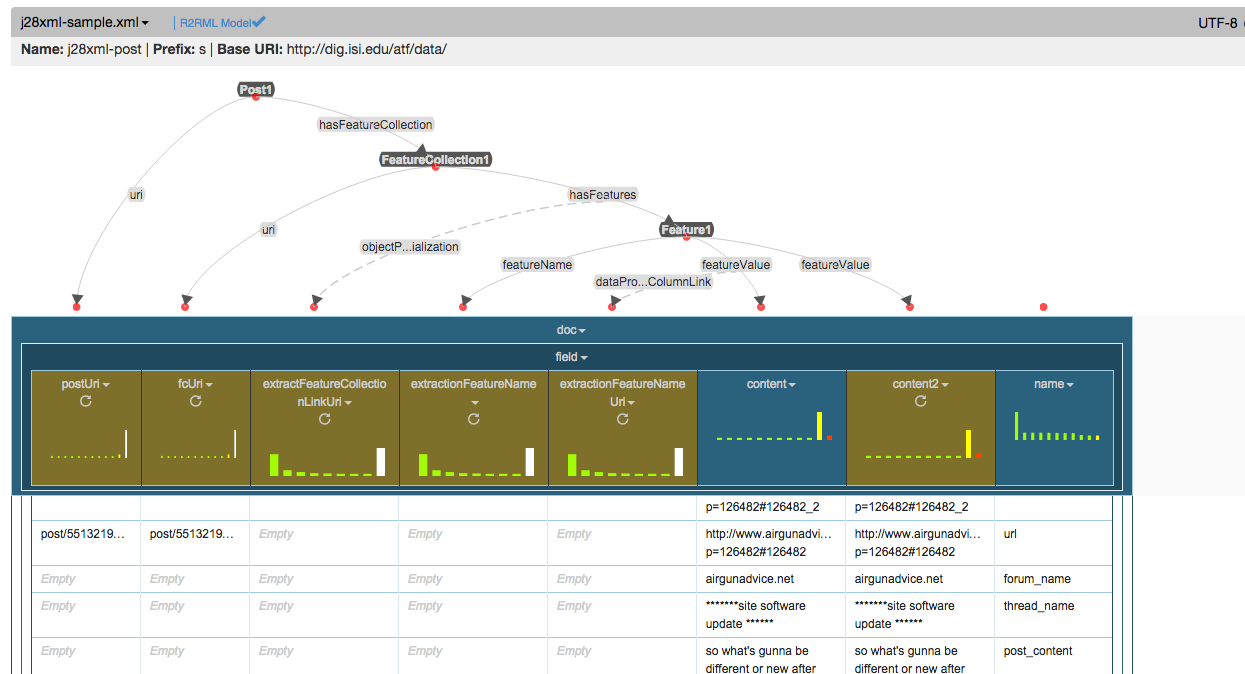 j28xml-sample.xml R2RML Model UTF-8
Name: j28xml-post | Prefix: s | Base URI: http://dig.isi.edu/atf/data/
Post1
hasFeatureCollection
FeatureCollection1
uri
hasFeatures
uri
Feature1
objectP...ialization
featureName
featureValue
featureValue
dataPro...ColumnLink
doc
field
postUri
fcUri
extractFeatureCollectio
nLinkUri
extractionFeatureName
extractionFeatureName
Uri
content
content2
name
p=126482#126482_2 p=126482#126482_2
post/5513219... post/5513219... Empty Empty Empty http://www.airgunadvi... http://www.airgunadvi... url
p=126482#126482 p=126482#126482
Empty Empty Empty Empty Empty airgunadvice.net airgunadvice.net forum_name
Empty Empty Empty Empty Empty *******site software *******site software thread_name
update ****** update ******
Empty Empty Empty Empty Empty so what's gunna be so what's gunna be post_content
different or new after different or new after